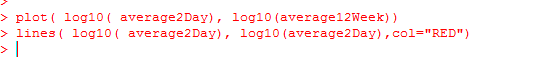 >
> plot( log10( average2Day), log10(average12Week))
> lines( log10( average2Day), log10(average2Day),col="RED")
>